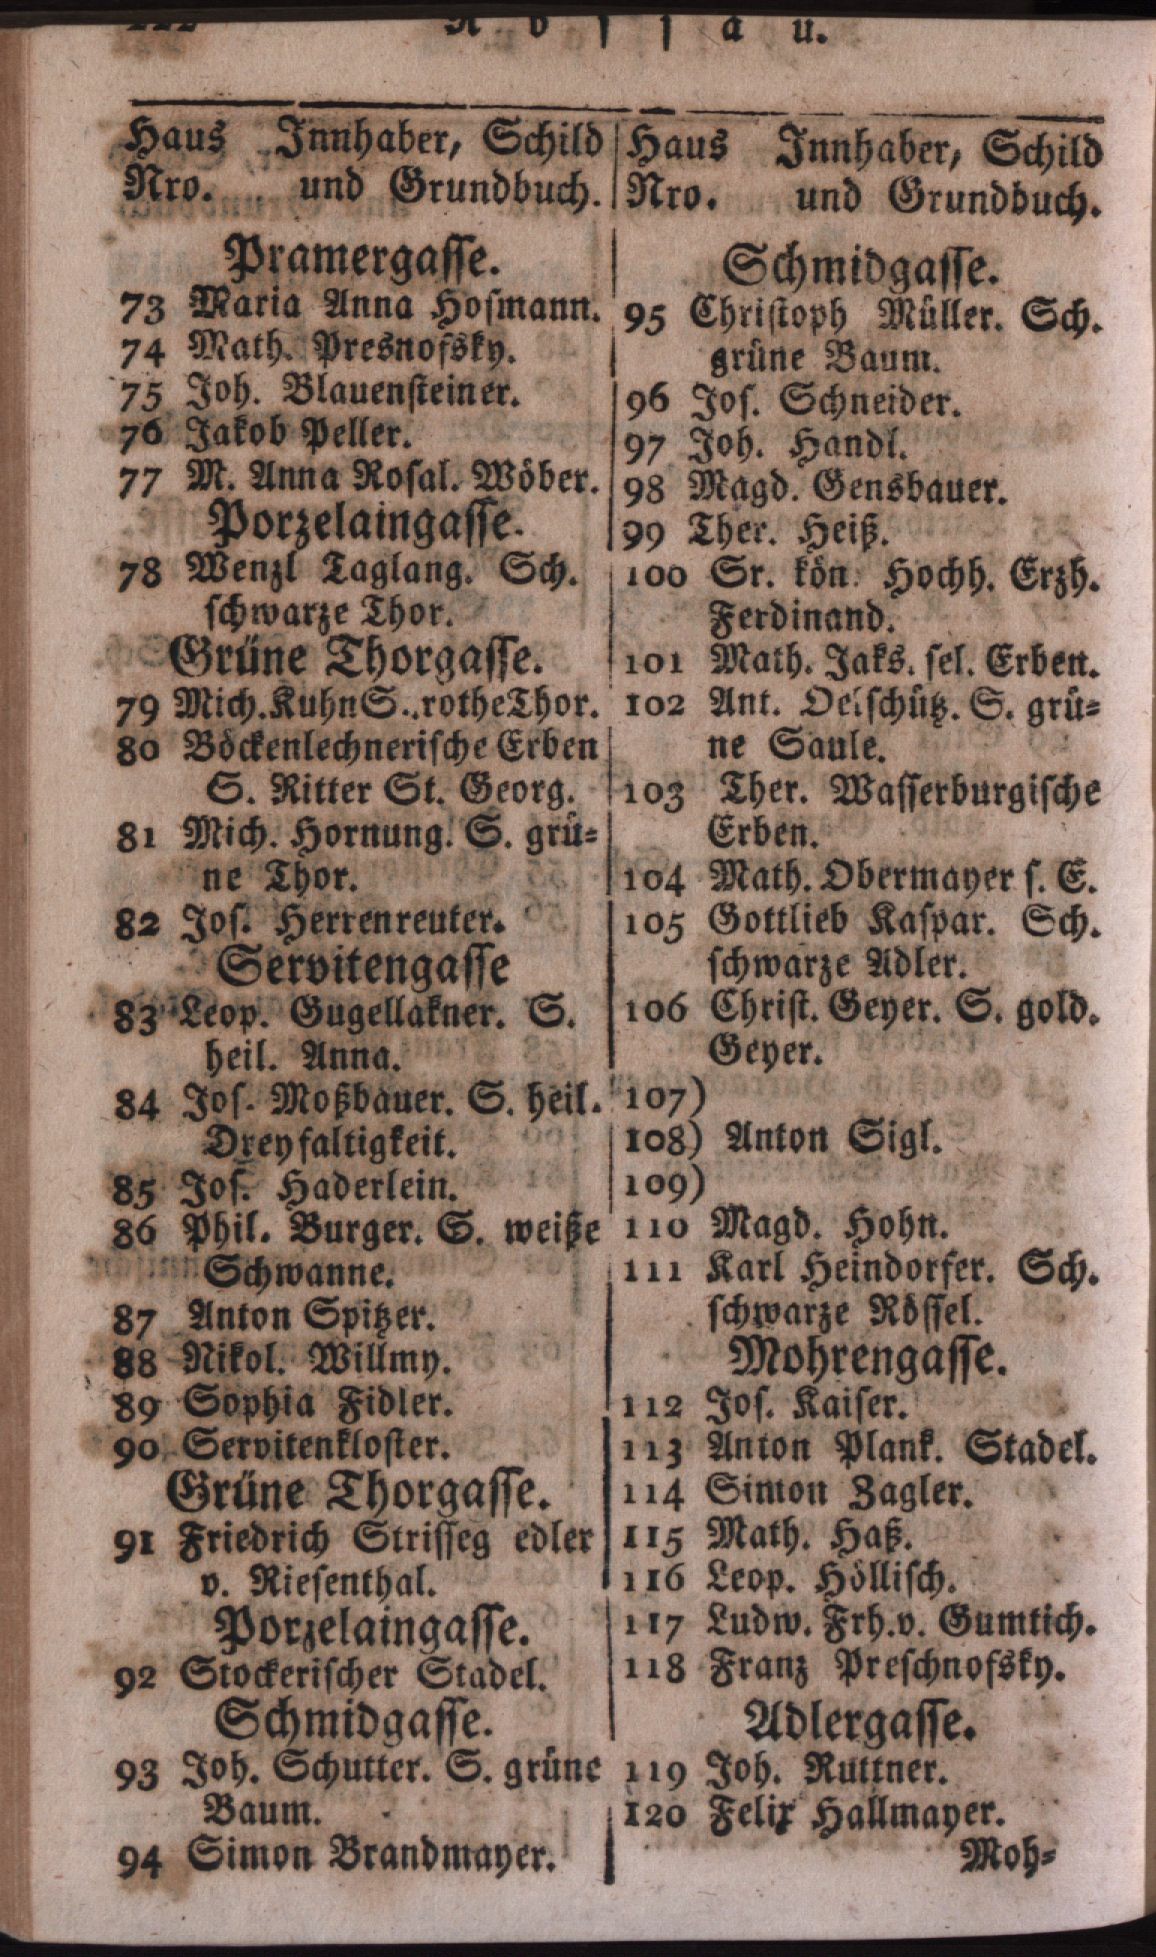 Rossau.
Haus Innhaber, Schild
Nro. und Grundbuch.
Pramergasse.
73 Maria Anna Hofmann.
74 Math. Presnofsky.
75 Joh. Blauensteiner.
76 Jakob Peller.
77 M. Anna Rosal. Wöber.
Porzelaingasse.
78 Wenzl Taglang. Sch.
schwarze Thor.
Grüne Thorgasse.
79 Mich. Kuhn S. rothe Thor.
80 Böckenlechnerische Erben
S. Ritter St. Georg.
81 Mich. Hornung. S. grü-
ne Thor.
82 Jos. Herrenreuter.
Servitengasse
83 Leop. Gugellakner. S.
heil. Anna.
84 Jos. Moßbauer. S. heil.
Dreyfaltigkeit.
85 Jos. Haderlein.
86 Phil. Burger. S. weiße
Schwanne.
87 Anton Spitzer.
88 Nikol. Willmy.
89 Sophia Fidler.
90 Servitenkloster.
Grüne Thorgasse.
91 Friedrich Strisseg edler
v. Riesenthal.
Porzelaingasse.
92 Stockerischer Stadel.
Schmidgasse.
93 Joh. Schutter. S. grüne
Baum.
94 Simon Brandmayer.
Haus Innhaber, Schild
Nro. und Grundbuch.
Schmidgasse.
95 Christoph Müller. Sch.
grüne Baum.
96 Jos. Schneider.
97 Joh. Handl.
98 Magd. Gensbauer.
99 Ther. Heiß.
100 Sr. kön. Hochh. Erzh.
Ferdinand.
101 Math. Jaks. sel. Erben.
102 Ant. Oelschütz. S. grü-
ne Saule.
103 Ther. Wasserburgische
Erben.
104 Math. Obermayer s. E.
105 Gottlieb Kaspar. Sch.
schwarze Adler.
106 Christ. Geyer. S. gold.
Geyer.
107)
108) Anton Sigl.
109)
110 Magd. Hohn.
111 Karl Heindorfer. Sch.
schwarze Rössel.
Mohrengasse.
112 Jos. Kaiser.
113 Anton Plank. Stadel.
114 Simon Zagler.
115 Math. Haß.
116 Leop. Höllisch.
117 Ludw. Frh. v. Gumtich.
118 Franz Preschnofsky.
Adlergasse.
119 Joh. Ruttner.
120 Felix Hallmayer.
Moh-